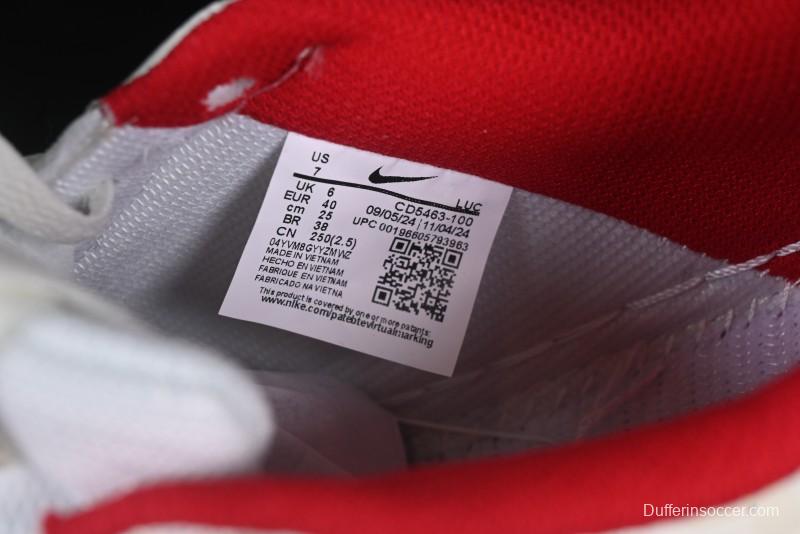 US 7
LUC
UK 6
EUR 40
cm 25
BR 38
CN 250(2.5)
CD5463-100
09/05/24 | 11/04/24
UPC 00196605793963
04YVM8GYYZMWZ
MADE IN VIETNAM
HECHO EN VIETNAM
FABRIQUE EN VIETNAM
FABRICADO NA VIETNA
This product is covered by one or more patents:
www.nike.com/patebtevirtualmarking
Dufferinsoccer.com